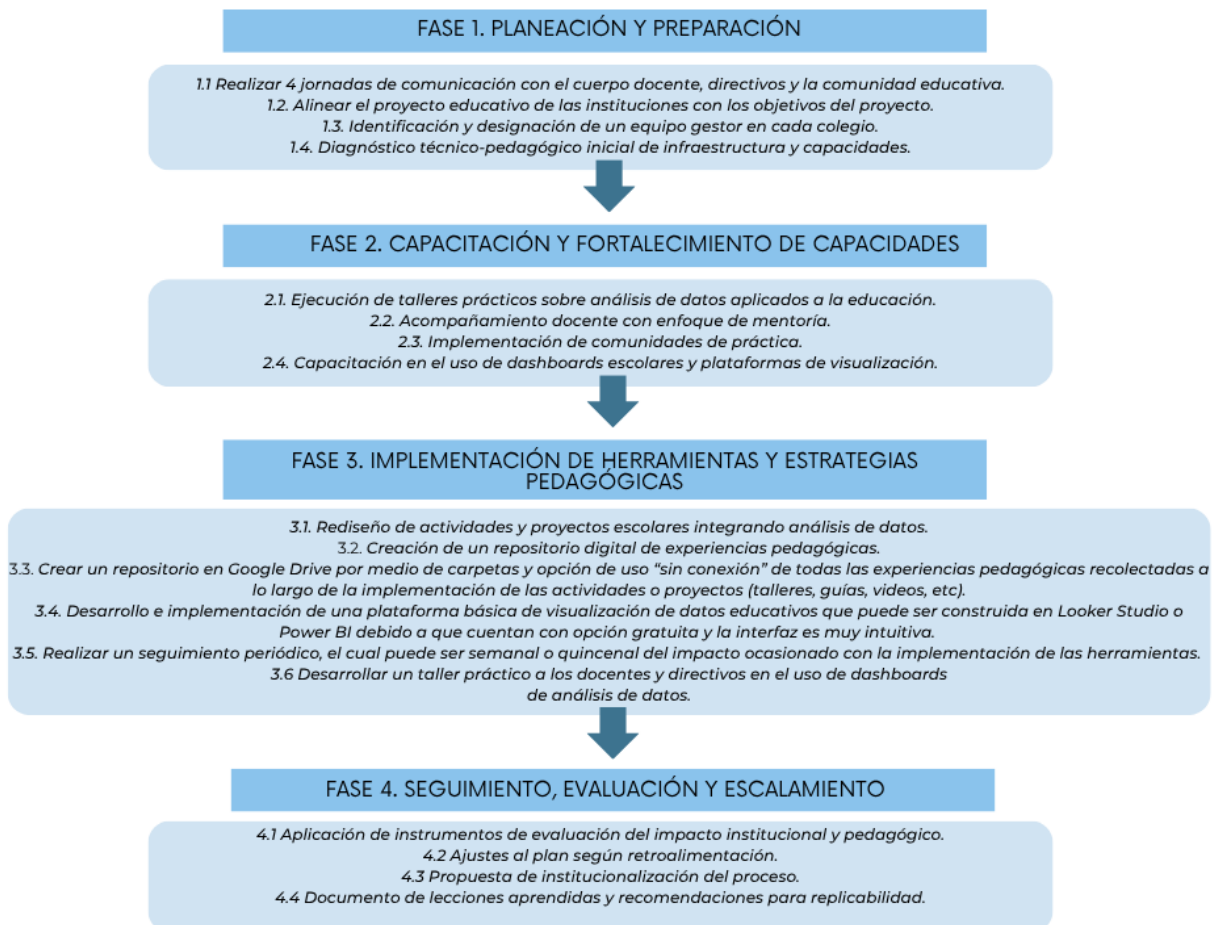 FASE 1. PLANEACIÓN Y PREPARACIÓN
1.1 Realizar 4 jornadas de comunicación con el cuerpo docente, directivos y la comunidad educativa.
1.2. Alinear el proyecto educativo de las instituciones con los objetivos del proyecto.
1.3. Identificación y designación de un equipo gestor en cada colegio.
1.4. Diagnóstico técnico-pedagógico inicial de infraestructura y capacidades.
FASE 2. CAPACITACIÓN Y FORTALECIMIENTO DE CAPACIDADES
2.1. Ejecución de talleres prácticos sobre análisis de datos aplicados a la educación.
2.2. Acompañamiento docente con enfoque de mentoría.
2.3. Implementación de comunidades de práctica.
2.4. Capacitación en el uso de dashboards escolares y plataformas de visualización.
FASE 3. IMPLEMENTACIÓN DE HERRAMIENTAS Y ESTRATEGIAS
PEDAGÓGICAS
3.1. Rediseño de actividades y proyectos escolares integrando análisis de datos.
3.2. Creación de un repositorio digital de experiencias pedagógicas.
3.3. Crear un repositorio en Google Drive por medio de carpetas y opción de uso “sin conexión” de todas las experiencias pedagógicas recolectadas a
lo largo de la implementación de las actividades o proyectos (talleres, guías, videos, etc).
3.4. Desarrollo e implementación de una plataforma básica de visualización de datos educativos que puede ser construida en Looker Studio o
Power BI debido a que cuentan con opción gratuita y la interfaz es muy intuitiva.
3.5. Realizar un seguimiento periódico, el cual puede ser semanal o quincenal del impacto ocasionado con la implementación de las herramientas.
3.6 Desarrollar un taller práctico a los docentes y directivos en el uso de dashboards
de análisis de datos.
FASE 4. SEGUIMIENTO, EVALUACIÓN Y ESCALAMIENTO
4.1 Aplicación de instrumentos de evaluación del impacto institucional y pedagógico.
4.2 Ajustes al plan según retroalimentación.
4.3 Propuesta de institucionalización del proceso.
4.4 Documento de lecciones aprendidas y recomendaciones para replicabilidad.